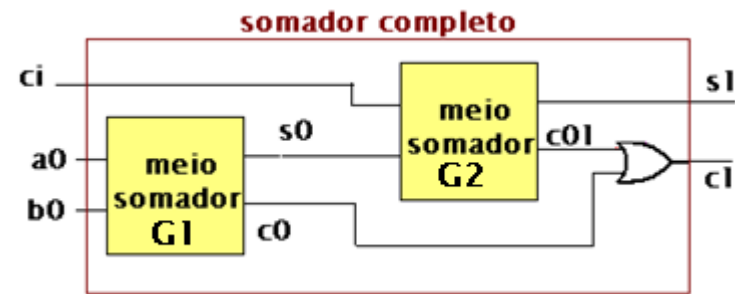 somador completo
ci
s1
meio
somador
G2
s0
c01
a0
meio
somador
G1
b0
c0
c1